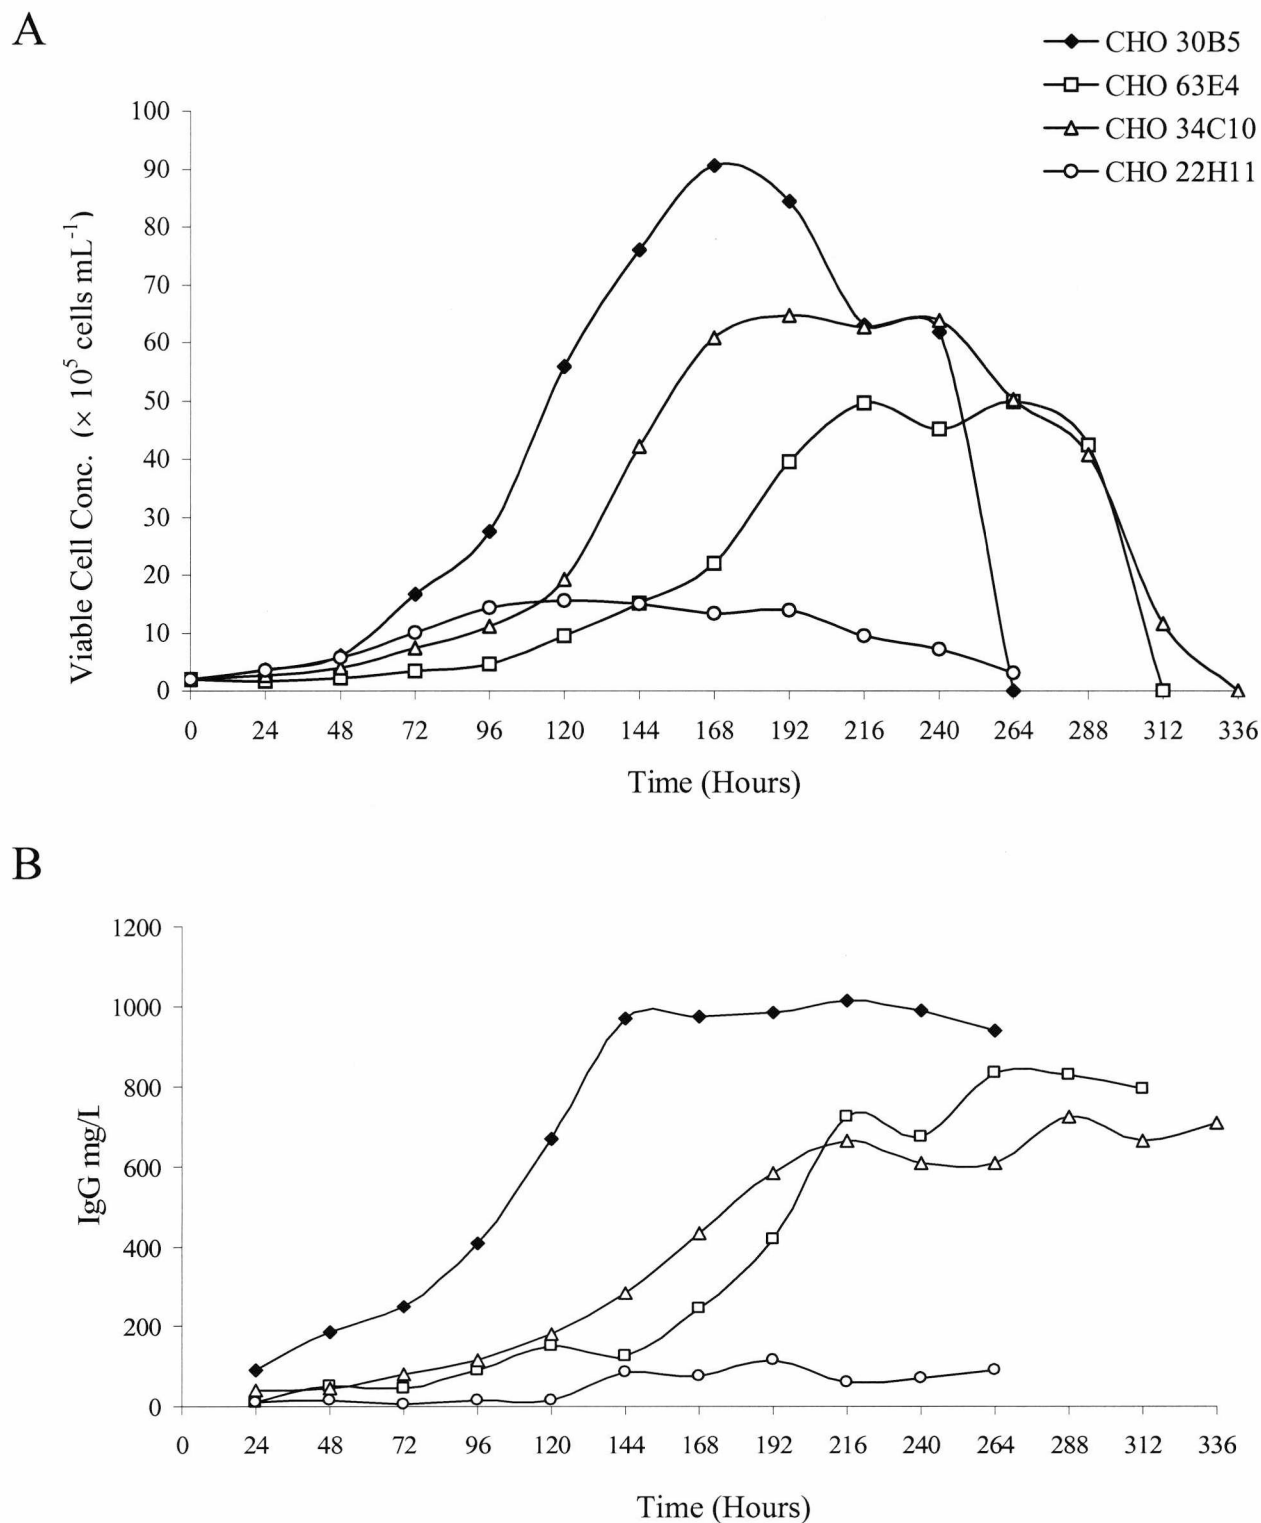 A
CHO 30B5
CHO 63E4
CHO 34C10
CHO 22H11
100
90
80
70
60
50
40
30
20
10
0
Viable Cell Conc. (× 10⁵ cells mL⁻¹)
0 24 48 72 96 120 144 168 192 216 240 264 288 312 336
Time (Hours)
B
1200
1000
800
600
400
200
0
IgG mg/L
0 24 48 72 96 120 144 168 192 216 240 264 288 312 336
Time (Hours)